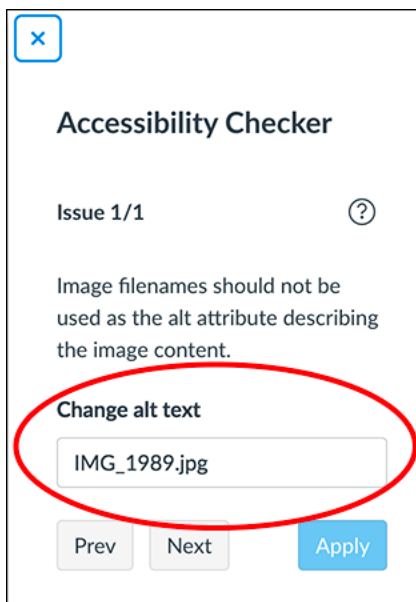 Accessibility Checker
Issue 1/1
Image filenames should not be
used as the alt attribute describing
the image content.
Change alt text
IMG_1989.jpg
Prev Next Apply